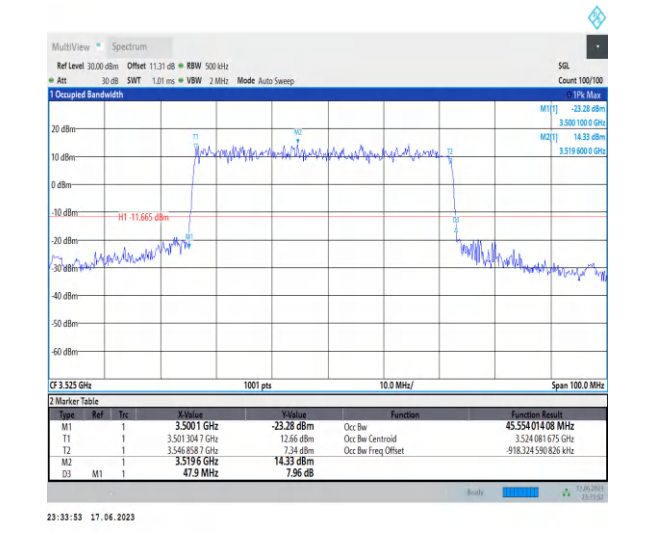 MultiView Spectrum
Ref Level 30.00 dBm Offset 11.31 dB RBW 500 kHz SGL
Att 30 dB SWT 1.01 ms VBW 2 MHz Mode Auto Sweep Count 100/100
1 Occupied Bandwidth 1Pk Max
M1[1] -23.28 dBm
3.500 100 0 GHz
M2[1] 14.33 dBm
3.519 600 0 GHz
20 dBm
T1
M2
T2
10 dBm
0 dBm
-10 dBm
H1 -11.665 dBm
D3
M1
-20 dBm
-30 dBm
-40 dBm
-50 dBm
-60 dBm
CF 3.525 GHz 1001 pts 10.0 MHz/ Span 100.0 MHz
2 Marker Table
Type Ref Trc X-Value Y-Value Function Function Result
M1 1 3.5001 GHz -23.28 dBm Occ Bw 45.554 014 08 MHz
T1 1 3.501 304 7 GHz 12.66 dBm Occ Bw Centroid 3.524 081 675 GHz
T2 1 3.546 858 7 GHz 7.34 dBm Occ Bw Freq Offset -918.324 590 826 kHz
M2 1 3.5196 GHz 14.33 dBm
D3 M1 1 47.9 MHz 7.96 dB
Ready 17.06.2023
23:33:52
23:33:53 17.06.2023